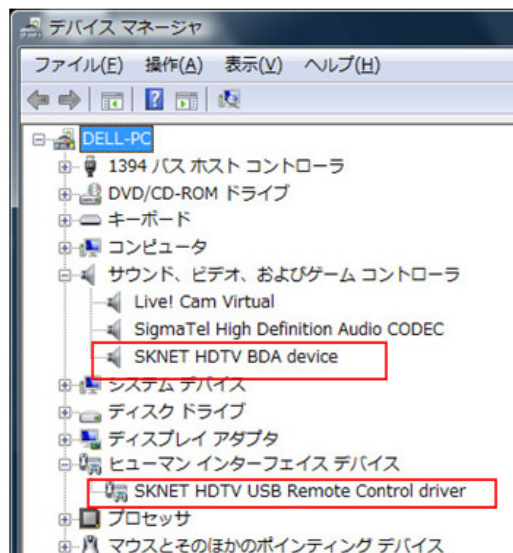 デバイス マネージャ
ファイル(F) 操作(A) 表示(V) ヘルプ(H)
DELL-PC
1394 バス ホスト コントローラ
DVD/CD-ROM ドライブ
キーボード
コンピュータ
サウンド、ビデオ、およびゲーム コントローラ
Live! Cam Virtual
SigmaTel High Definition Audio CODEC
SKNET HDTV BDA device
システム デバイス
ディスク ドライブ
ディスプレイ アダプタ
ヒューマン インターフェイス デバイス
SKNET HDTV USB Remote Control driver
プロセッサ
マウスとそのほかのポインティング デバイス